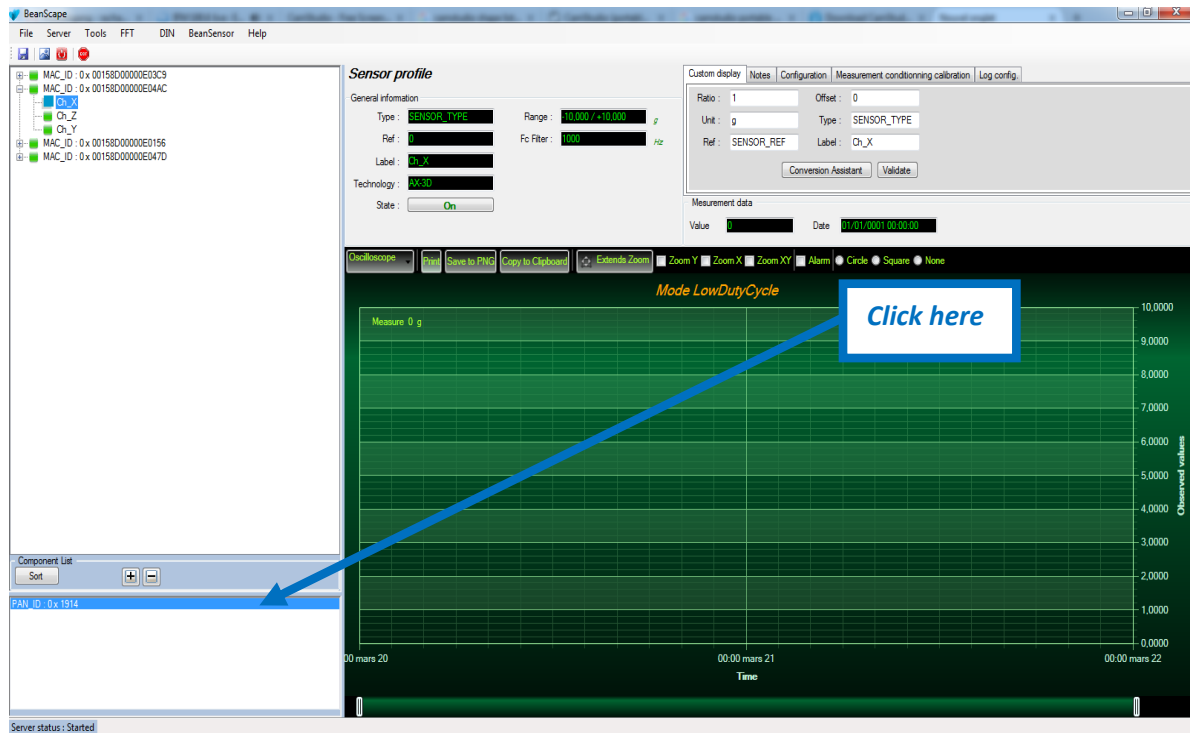 BeanScape
File Server Tools FFT DIN BeanSensor Help
MAC_ID : 0 x 00158D00000E03C9
MAC_ID : 0 x 00158D00000E04AC
Ch_X
Ch_Z
Ch_Y
MAC_ID : 0 x 00158D00000E0156
MAC_ID : 0 x 00158D00000E047D
Component List
Sort
PAN_ID : 0 x 1914
Server status : Started
Sensor profile
General information
Type : SENSOR_TYPE Range : -10,000 / +10,000 g
Ref : 0 Fc Filter : 1000 Hz
Label : Ch_X
Technology : AX-3D
State : On
Custom display Notes Configuration Measurement conditionning calibration Log config.
Ratio : 1 Offset : 0
Unit : g Type : SENSOR_TYPE
Ref : SENSOR_REF Label : Ch_X
Conversion Assistant Validate
Mesurement data
Value 0 Date 01/01/0001 00:00:00
Oscilloscope Print Save to PNG Copy to Clipboard Extends Zoom Zoom Y Zoom X Zoom XY Alarm Circle Square None
Mode LowDutyCycle
Measure 0 g
Click here
10,0000
9,0000
8,0000
7,0000
6,0000
5,0000
4,0000
3,0000
2,0000
1,0000
0,0000
Observed values
00 mars 20 00:00 mars 21 00:00 mars 22
Time